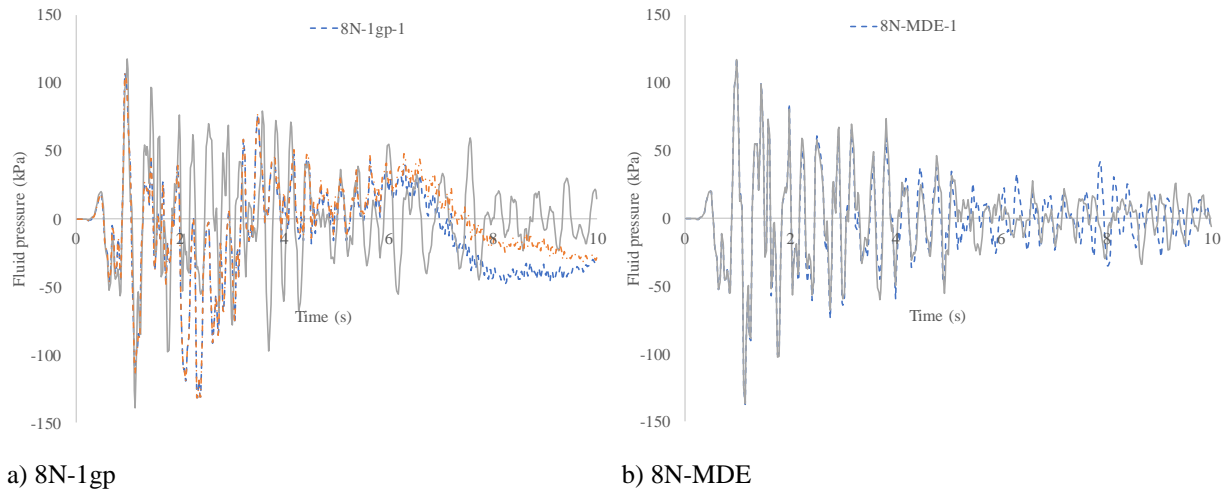 150
100
50
0
-50
-100
-150
Fluid pressure (kPa)
8N-1gp-1
0 2 4 6 8 10
Time (s)
150
100
50
0
-50
-100
-150
Fluid pressure (kPa)
8N-MDE-1
0 2 4 6 8 10
Time (s)
a) 8N-1gp
b) 8N-MDE